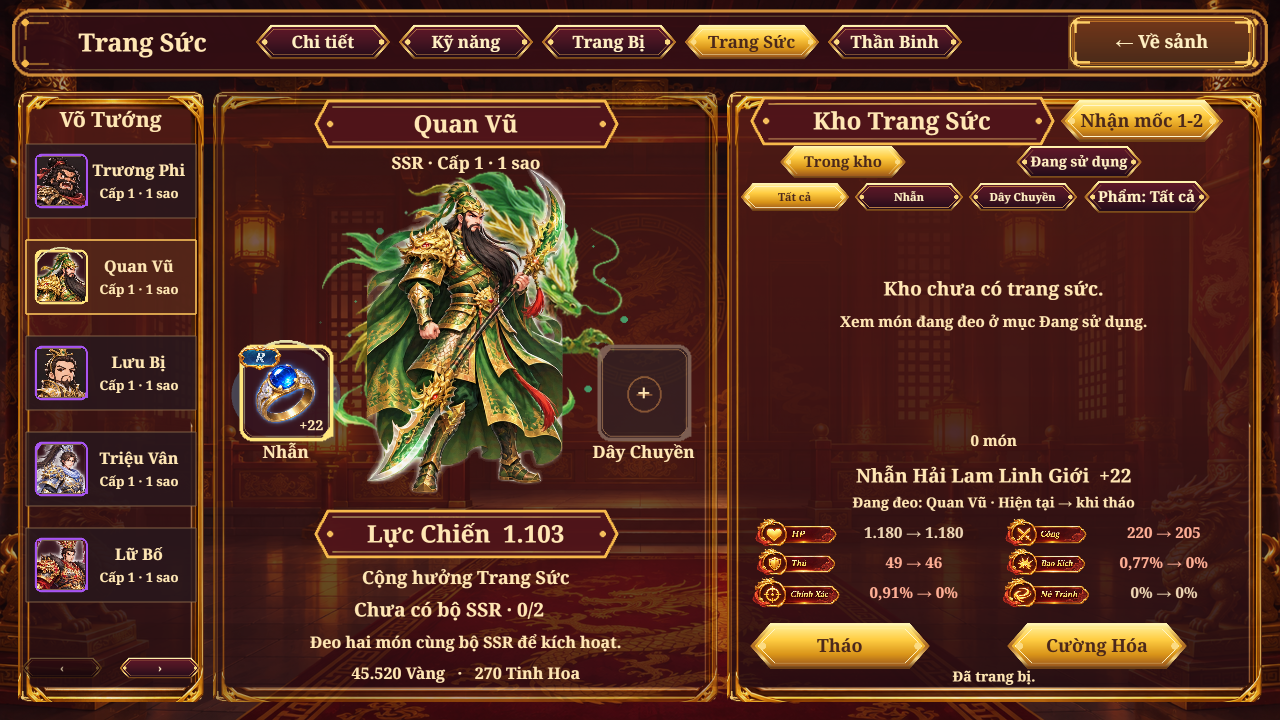 Trang Sức
Chi tiết
Kỹ năng
Trang Bị
Trang Sức
Thần Binh
← Về sảnh
Võ Tướng
Trương Phi
Cấp 1 · 1 sao
Quan Vũ
Cấp 1 · 1 sao
Lưu Bị
Cấp 1 · 1 sao
Triệu Vân
Cấp 1 · 1 sao
Lữ Bố
Cấp 1 · 1 sao
‹
›
Quan Vũ
SSR · Cấp 1 · 1 sao
R
+22
Nhẫn
+
Dây Chuyền
Lực Chiến 1.103
Cộng hưởng Trang Sức
Chưa có bộ SSR · 0/2
Đeo hai món cùng bộ SSR để kích hoạt.
45.520 Vàng · 270 Tinh Hoa
Kho Trang Sức
Nhận mốc 1-2
Trong kho
Đang sử dụng
Tất cả
Nhẫn
Dây Chuyền
Phẩm: Tất cả
Kho chưa có trang sức.
Xem món đang đeo ở mục Đang sử dụng.
0 món
Nhẫn Hải Lam Linh Giới +22
Đang đeo: Quan Vũ · Hiện tại → khi tháo
HP 1.180 → 1.180
Công 220 → 205
Thủ 49 → 46
Bạo Kích 0,77% → 0%
Chính Xác 0,91% → 0%
Né Tránh 0% → 0%
Tháo
Cường Hóa
Đã trang bị.